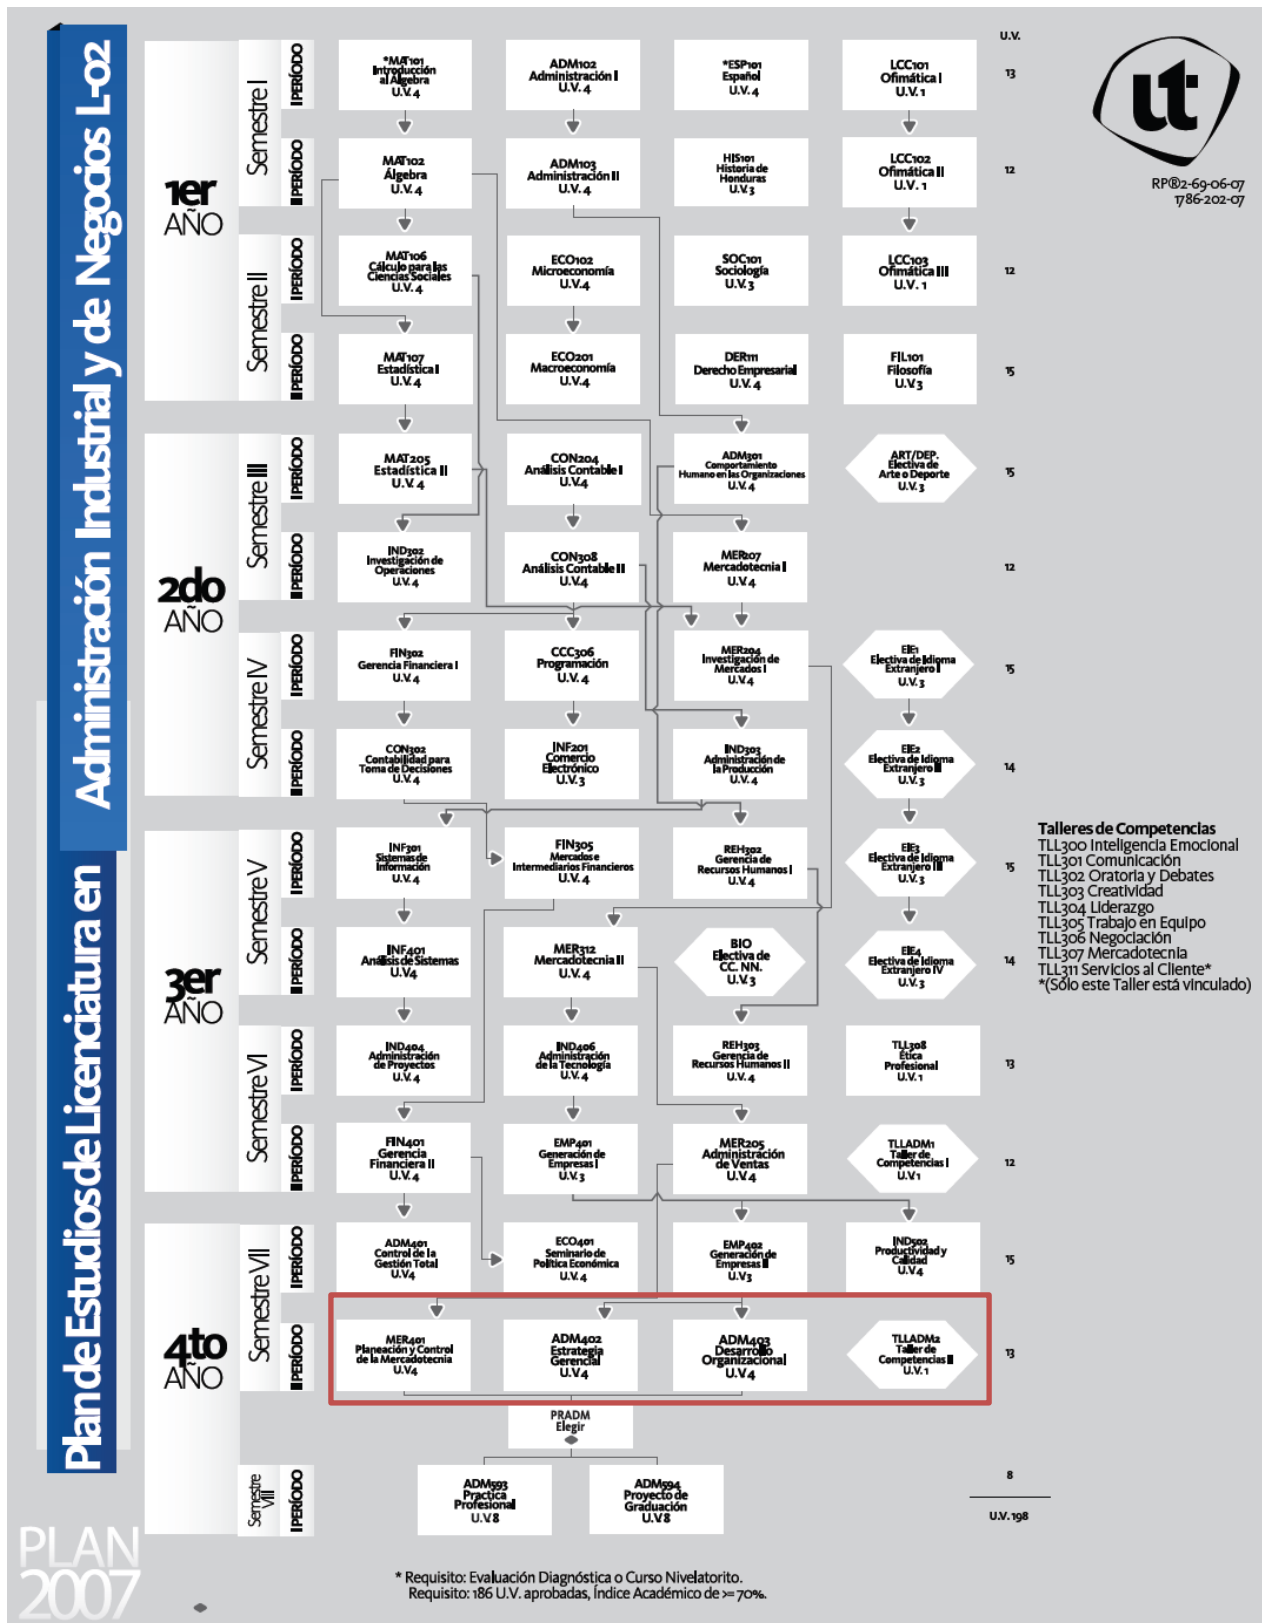 Plan de Estudios de Licenciatura en Administración Industrial y de Negocios L-02
U.V.
ut
RP®2-69-06-07
1786-202-07
1er
AÑO
Semestre I
I PERÍODO
*MAT101
Introducción
al Álgebra
U.V. 4
ADM102
Administración I
U.V. 4
*ESP101
Español
U.V. 4
LCC101
Ofimática I
U.V. 1
13
II PERÍODO
MAT102
Álgebra
U.V. 4
ADM103
Administración II
U.V. 4
HIS101
Historia de
Honduras
U.V. 3
LCC102
Ofimática II
U.V. 1
12
Semestre II
I PERÍODO
MAT106
Cálculo para las
Ciencias Sociales
U.V. 4
ECO102
Microeconomía
U.V. 4
SOC101
Sociología
U.V. 3
LCC103
Ofimática III
U.V. 1
12
II PERÍODO
MAT107
Estadística I
U.V. 4
ECO201
Macroeconomía
U.V. 4
DER111
Derecho Empresarial
U.V. 4
FIL101
Filosofía
U.V. 3
15
2do
AÑO
Semestre III
I PERÍODO
MAT205
Estadística II
U.V. 4
CON204
Análisis Contable I
U.V.4
ADM301
Comportamiento
Humano en las Organizaciones
U.V. 4
ART/DEP.
Electiva de
Arte o Deporte
U.V. 3
15
II PERÍODO
IND302
Investigación de
Operaciones
U.V. 4
CON308
Análisis Contable II
U.V.4
MER207
Mercadotecnia I
U.V. 4
12
Semestre IV
I PERÍODO
FIN302
Gerencia Financiera I
U.V. 4
CCC306
Programación
U.V. 4
MER204
Investigación de
Mercados I
U.V. 4
EIE1
Electiva de Idioma
Extranjero I
U.V. 3
15
II PERÍODO
CON302
Contabilidad para
Toma de Decisiones
U.V. 4
INF201
Comercio
Electrónico
U.V. 3
IND303
Administración de
la Producción
U.V. 4
EIE2
Electiva de Idioma
Extranjero II
U.V. 3
14
3er
AÑO
Semestre V
I PERÍODO
INF301
Sistemas de
Información
U.V. 4
FIN305
Mercados e
Intermediarios Financieros
U.V. 4
REH302
Gerencia de
Recursos Humanos I
U.V. 4
EIE3
Electiva de Idioma
Extranjero III
U.V. 3
15
II PERÍODO
INF401
Análisis de Sistemas
U.V4
MER312
Mercadotecnia II
U.V. 4
BIO
Electiva de
CC. NN.
U.V. 3
EIE4
Electiva de Idioma
Extranjero IV
U.V. 3
14
Talleres de Competencias
TLL300 Inteligencia Emocional
TLL301 Comunicación
TLL302 Oratoria y Debates
TLL303 Creatividad
TLL304 Liderazgo
TLL305 Trabajo en Equipo
TLL306 Negociación
TLL307 Mercadotecnia
TLL311 Servicios al Cliente*
*(Sólo este Taller está vinculado)
Semestre VI
I PERÍODO
IND404
Administración
de Proyectos
U.V. 4
IND406
Administración
de la Tecnología
U.V. 4
REH303
Gerencia de
Recursos Humanos II
U.V. 4
TLL308
Ética
Profesional
U.V. 1
13
II PERÍODO
FIN401
Gerencia
Financiera II
U.V. 4
EMP401
Generación de
Empresas I
U.V. 3
MER205
Administración
de Ventas
U.V.4
TLLADM1
Taller de
Competencias I
U.V 1
12
4to
AÑO
Semestre VII
I PERÍODO
ADM401
Control de la
Gestión Total
U.V4
ECO401
Seminario de
Política Económica
U.V. 4
EMP402
Generación de
Empresas II
U.V3
IND502
Productividad y
Calidad
U.V.4
15
II PERÍODO
MER401
Planeación y Control
de la Mercadotecnia
U.V4
ADM402
Estrategia
Gerencial
U.V. 4
ADM403
Desarrollo
Organizacional
U.V4
TLLADM2
Taller de
Competencias II
U.V. 1
13
PRADM
Elegir
Semestre VIII
I PERÍODO
ADM593
Practica
Profesional
U.V 8
ADM594
Proyecto de
Graduación
U.V 8
8
U.V. 198
PLAN
2007
* Requisito: Evaluación Diagnóstica o Curso Nivelatorito.
Requisito: 186 U.V. aprobadas, Índice Académico de >= 70%.